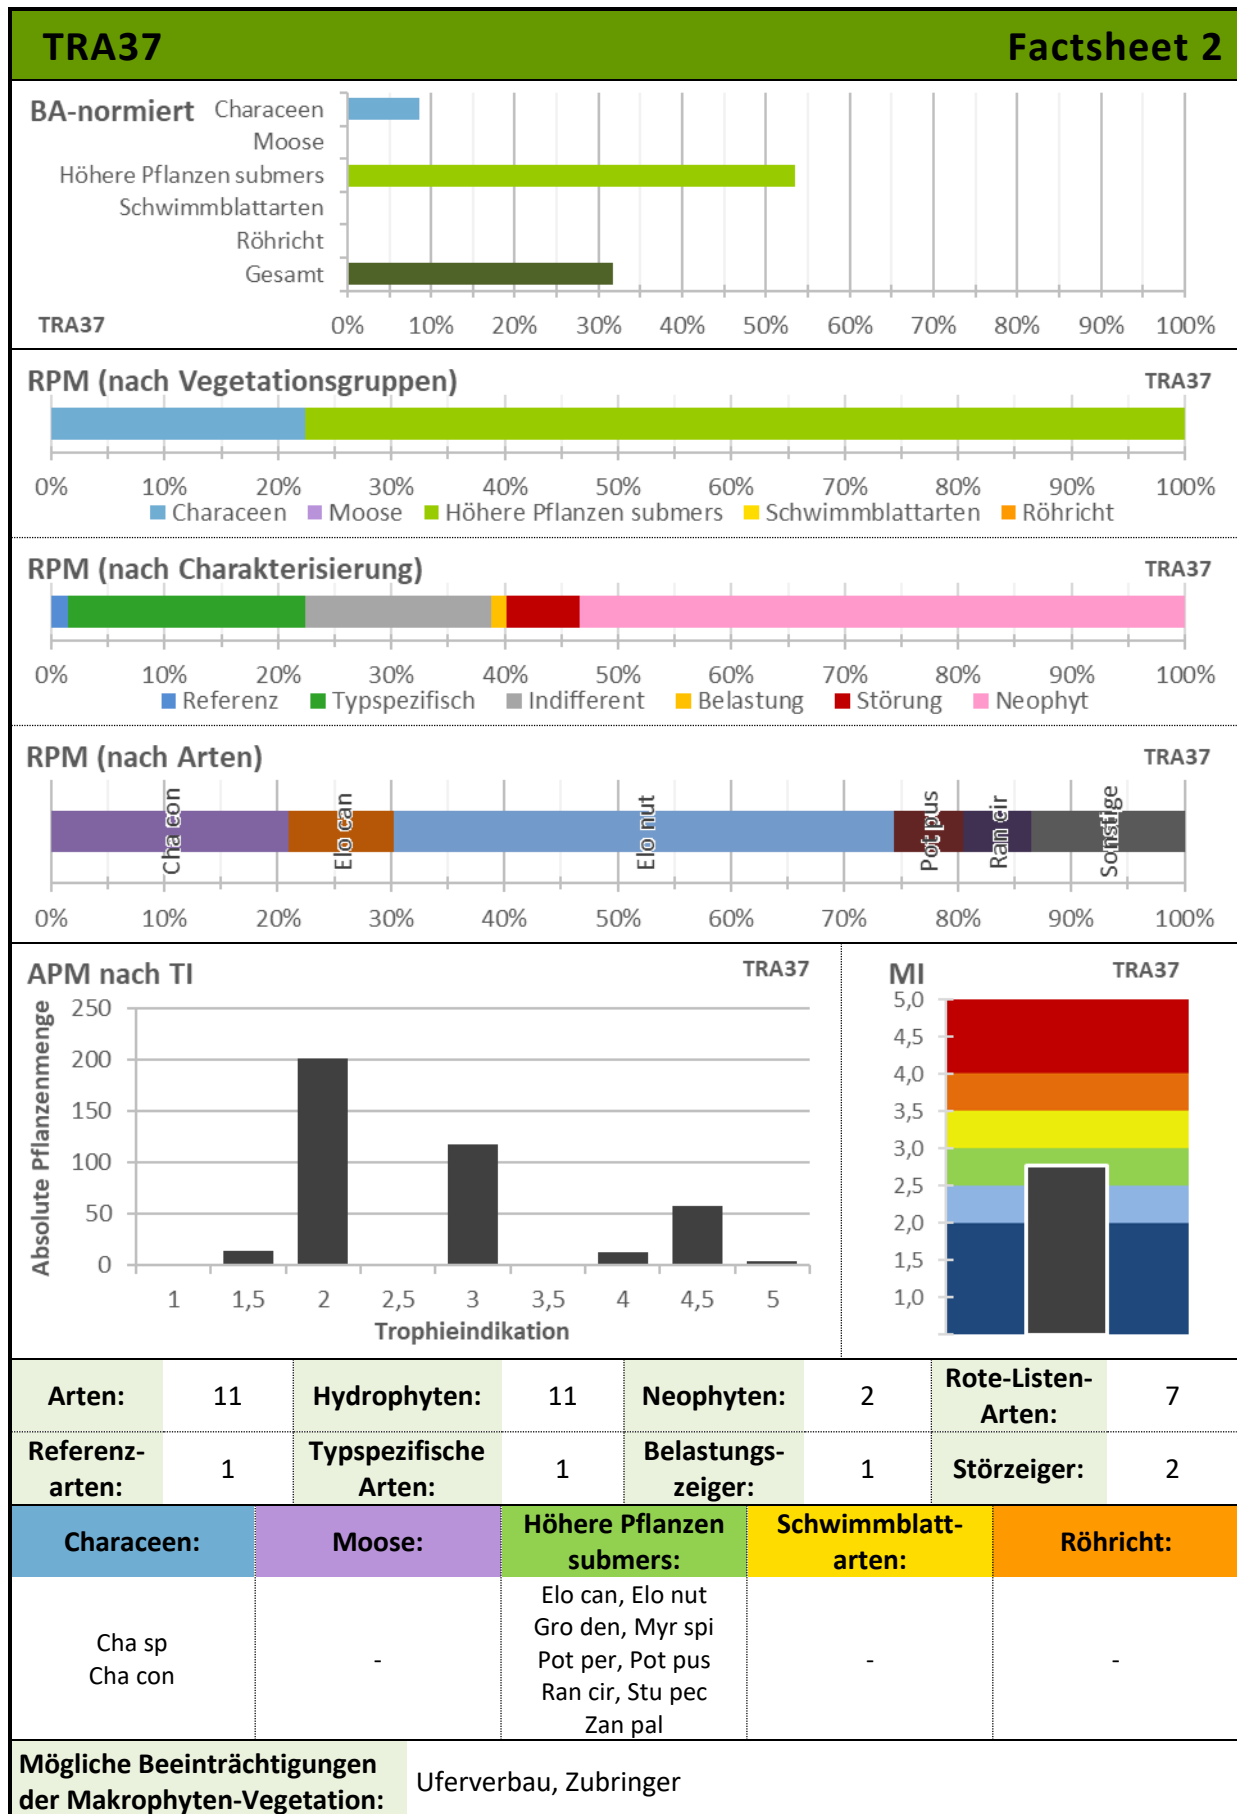 TRA37 Factsheet 2
BA-normiert
Characeen
Moose
Höhere Pflanzen submers
Schwimmblattarten
Röhricht
Gesamt
TRA37
0% 10% 20% 30% 40% 50% 60% 70% 80% 90% 100%
RPM (nach Vegetationsgruppen) TRA37
0% 10% 20% 30% 40% 50% 60% 70% 80% 90% 100%
Characeen Moose Höhere Pflanzen submers Schwimmblattarten Röhricht
RPM (nach Charakterisierung) TRA37
0% 10% 20% 30% 40% 50% 60% 70% 80% 90% 100%
Referenz Typspezifisch Indifferent Belastung Störung Neophyt
RPM (nach Arten) TRA37
Cha con Elo can Elo nut Pot pus Ran cir Sonstige
0% 10% 20% 30% 40% 50% 60% 70% 80% 90% 100%
APM nach TI TRA37
Absolute Pflanzenmenge
250
200
150
100
50
0
1 1,5 2 2,5 3 3,5 4 4,5 5
Trophieindikation
MI TRA37
5,0
4,5
4,0
3,5
3,0
2,5
2,0
1,5
1,0
Arten: 11 Hydrophyten: 11 Neophyten: 2 Rote-Listen-
Arten: 7
Referenz-
arten: 1 Typspezifische
Arten: 1 Belastungs-
zeiger: 1 Störzeiger: 2
Characeen:
Moose:
Höhere Pflanzen
submers:
Schwimmblatt-
arten:
Röhricht:
Cha sp
Cha con
-
Elo can, Elo nut
Gro den, Myr spi
Pot per, Pot pus
Ran cir, Stu pec
Zan pal
-
-
Mögliche Beeinträchtigungen
der Makrophyten-Vegetation:
Uferverbau, Zubringer